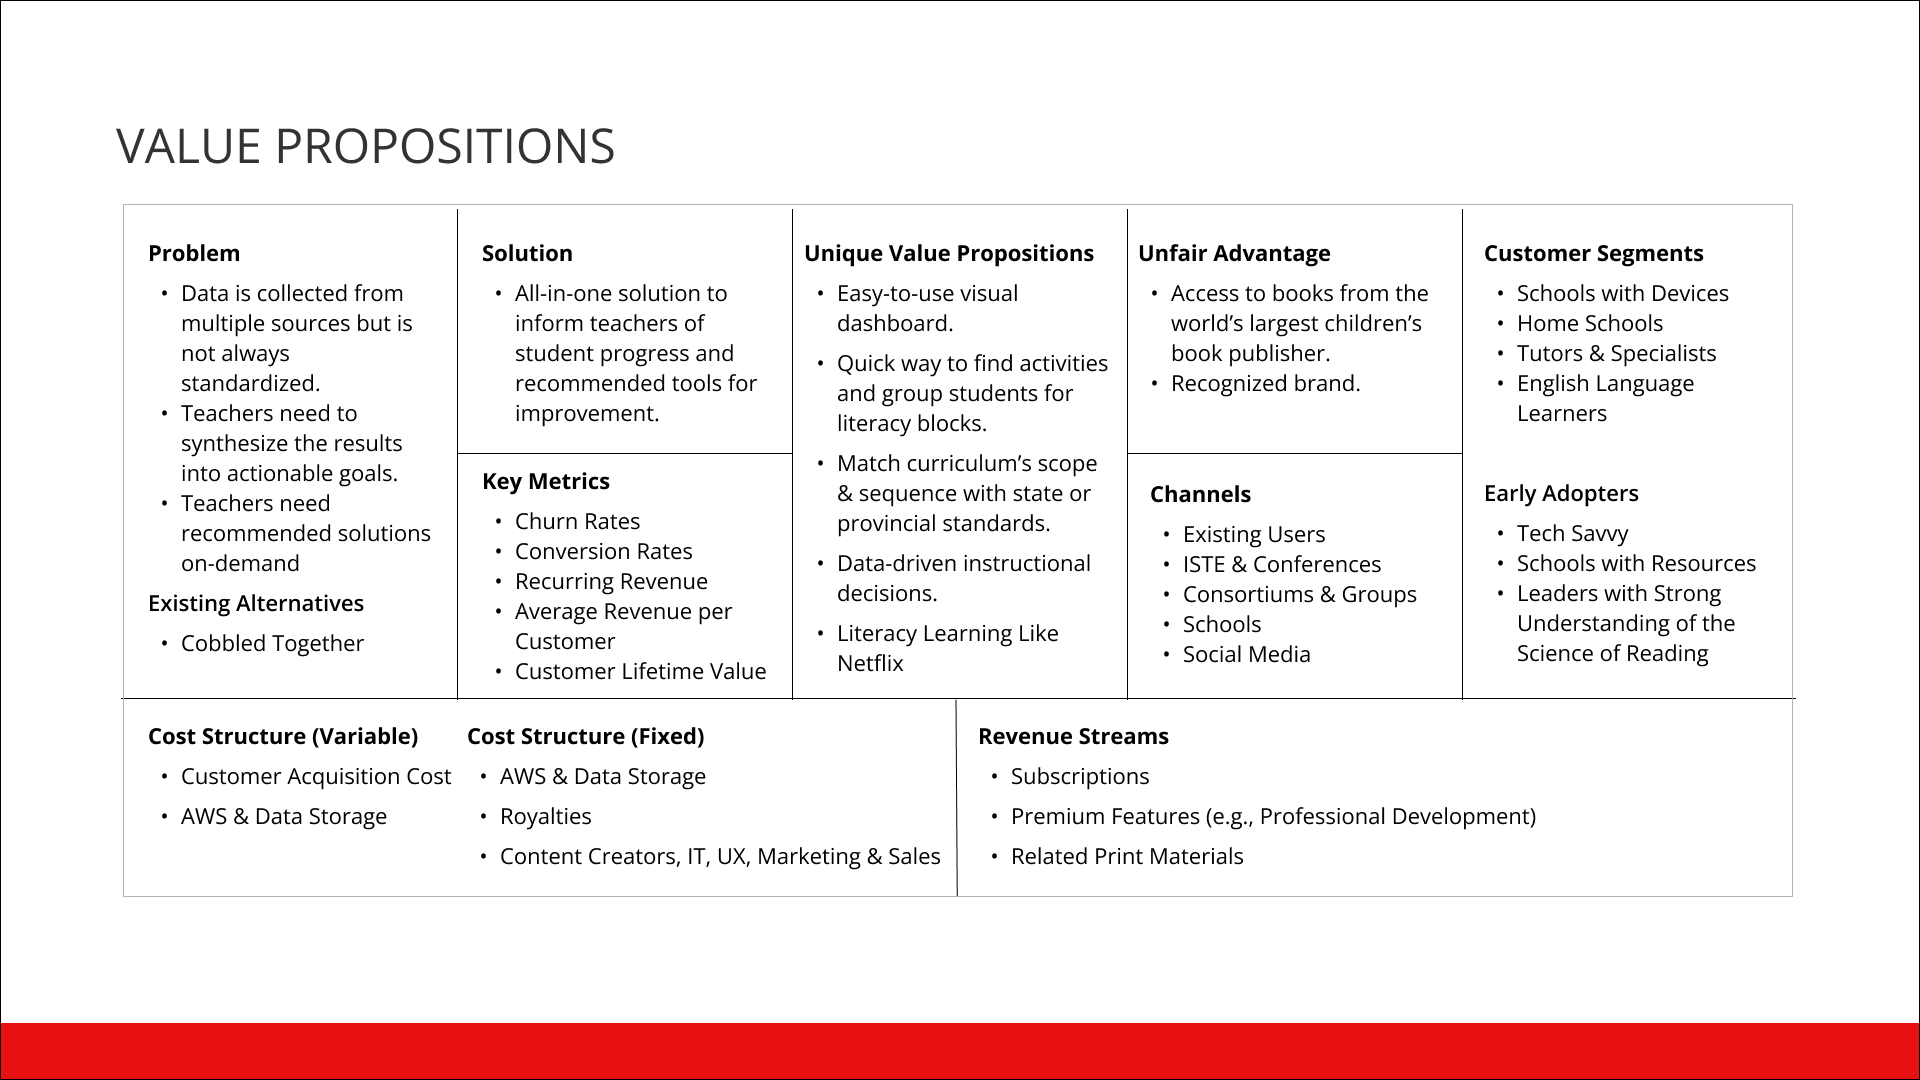 VALUE PROPOSITIONS
Problem
• Data is collected from
multiple sources but is
not always
standardized.
• Teachers need to
synthesize the results
into actionable goals.
• Teachers need
recommended solutions
on-demand
Existing Alternatives
• Cobbled Together
Solution
• All-in-one solution to
inform teachers of
student progress and
recommended tools for
improvement.
Key Metrics
• Churn Rates
• Conversion Rates
• Recurring Revenue
• Average Revenue per
Customer
• Customer Lifetime Value
Unique Value Propositions
• Easy-to-use visual
dashboard.
• Quick way to find activities
and group students for
literacy blocks.
• Match curriculum’s scope
& sequence with state or
provincial standards.
• Data-driven instructional
decisions.
• Literacy Learning Like
Netflix
Unfair Advantage
• Access to books from the
world’s largest children’s
book publisher.
• Recognized brand.
Channels
• Existing Users
• ISTE & Conferences
• Consortiums & Groups
• Schools
• Social Media
Customer Segments
• Schools with Devices
• Home Schools
• Tutors & Specialists
• English Language
Learners
Early Adopters
• Tech Savvy
• Schools with Resources
• Leaders with Strong
Understanding of the
Science of Reading
Cost Structure (Variable)
• Customer Acquisition Cost
• AWS & Data Storage
Cost Structure (Fixed)
• AWS & Data Storage
• Royalties
• Content Creators, IT, UX, Marketing & Sales
Revenue Streams
• Subscriptions
• Premium Features (e.g., Professional Development)
• Related Print Materials